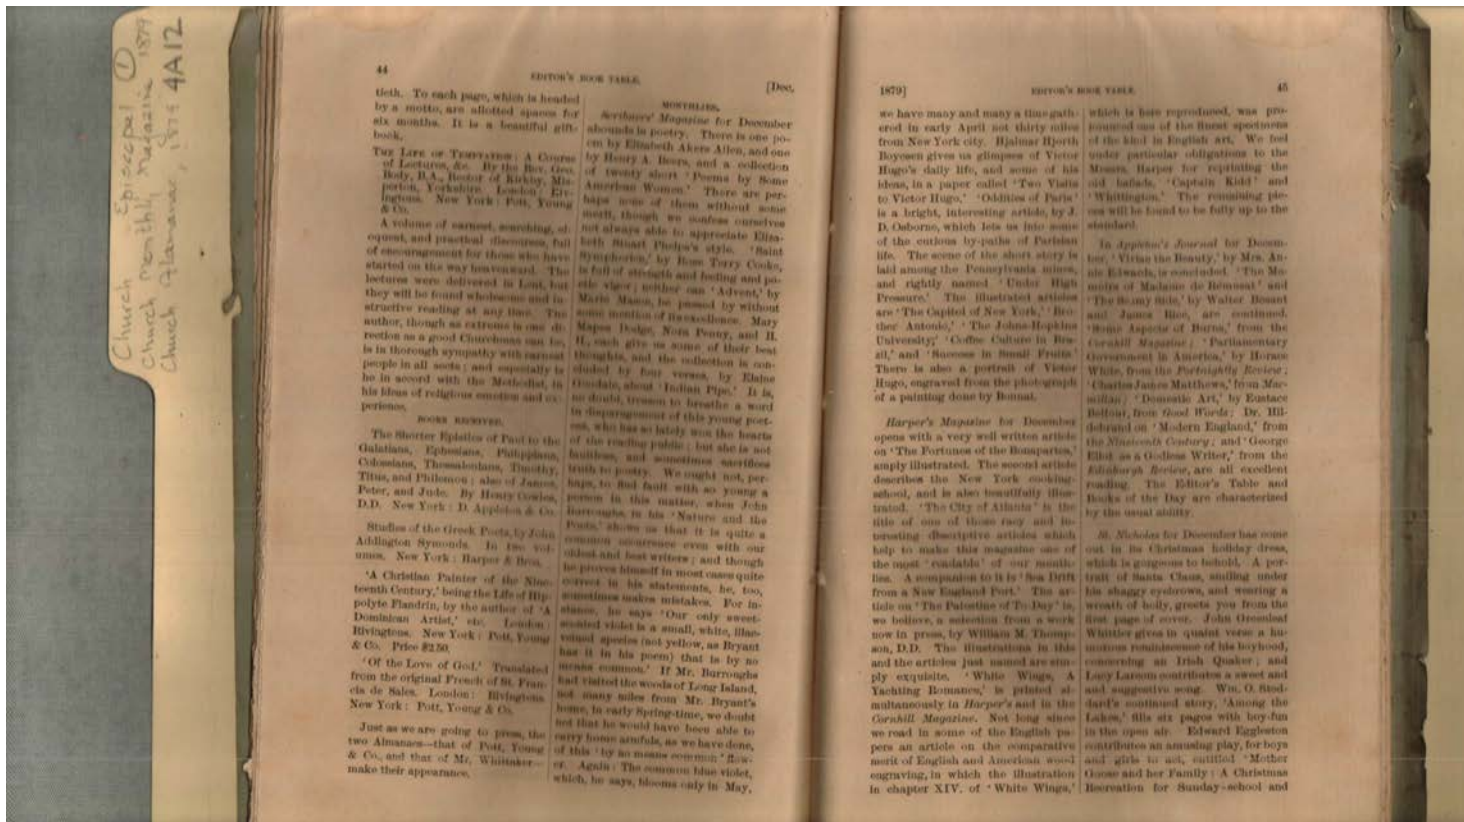 Church Episcopal ①
Church monthly magazine 1879
Church Almanac, 1879 4A12
44
EDITOR'S BOOK TABLE.
[Dec.
tieth. To each page, which is headed
by a motto, are allotted spaces for
six months. It is a beautiful gift-
book.
THE LIFE OF TEMPTATION: A Course
of Lectures, &c. By the Rev. Geo.
Body, B.A., Rector of Kirkby, Mis-
perton, Yorkshire. London: Riv-
ingtons. New York: Pott, Young
& Co.
A volume of earnest, searching, el-
oquent, and practical discourses, full
of encouragement for those who have
started on the way heavenward. The
lectures were delivered in Lent, but
they will be found wholesome and in-
structive reading at any time. The
author, though as extreme in one di-
rection as a good Churchman can be,
is in thorough sympathy with earnest
people in all sects; and especially is
he in accord with the Methodist, in
his ideas of religious emotion and ex-
perience.
BOOKS RECEIVED.
The Shorter Epistles of Paul to the
Galatians, Ephesians, Philippians,
Colossians, Thessalonians, Timothy,
Titus, and Philemon; also of James,
Peter, and Jude. By Henry Cowles,
D.D. New York: D. Appleton & Co.
Studies of the Greek Poets, by John
Addington Symonds. In two vol-
umes. New York: Harper & Bros.
'A Christian Painter of the Nine-
teenth Century,' being the Life of Hip-
polyte Flandrin, by the author of 'A
Dominican Artist,' etc. London:
Rivingtons. New York: Pott, Young
& Co. Price $2.50.
'Of the Love of God.' Translated
from the original French of St. Fran-
cis de Sales. London: Rivingtons.
New York: Pott, Young & Co.
Just as we are going to press, the
two Almanacs—that of Pott, Young
& Co., and that of Mr. Whittaker—
make their appearance.
MONTHLIES.
Scribners' Magazine for December
abounds in poetry. There is one po-
em by Elizabeth Akers Allen, and one
by Henry A. Beers, and a collection
of twenty short 'Poems by Some
American Women.' There are per-
haps none of them without some
merit, though we confess ourselves
not always able to appreciate Eliza-
beth Stuart Phelps's style. 'Saint
Symphorien,' by Rose Terry Cooke,
is full of strength and feeling and po-
etic vigor; neither can 'Advent,' by
Marie Mason, be passed by without
some mention of its excellence. Mary
Mapes Dodge, Nora Penny, and H.
H., each give us some of their best
thoughts, and the collection is con-
cluded by four verses, by Elaine
Goodale, about 'Indian Pipe.' It is,
no doubt, treason to breathe a word
in disparagement of this young poet-
ess, who has so lately won the hearts
of the reading public; but she is not
faultless, and sometimes sacrifices
truth to poetry. We ought not, per-
haps, to find fault with so young a
person in this matter, when John
Burroughs, in his 'Nature and the
Poets,' shows us that it is quite a
common occurrence even with our
oldest and best writers; and though
he proves himself in most cases quite
correct in his statements, he, too,
sometimes makes mistakes. For in-
stance, he says 'Our only sweet-
scented violet is a small, white, lilac-
veined species (not yellow, as Bryant
has it in his poem) that is by no
means common.' If Mr. Burroughs
had visited the woods of Long Island,
not many miles from Mr. Bryant's
home, in early Spring-time, we doubt
not that he would have been able to
carry home armfuls, as we have done,
of this 'by no means common' flow-
er. Again: The common blue violet,
which, he says, blooms only in May,
1879]
EDITOR'S BOOK TABLE.
45
we have many and many a time gath-
ered in early April not thirty miles
from New York city. Hjalmar Hjorth
Boyesen gives us glimpses of Victor
Hugo's daily life, and some of his
ideas, in a paper called 'Two Visits
to Victor Hugo.' 'Oddities of Paris'
is a bright, interesting article, by J.
D. Osborne, which lets us into some
of the curious by-paths of Parisian
life. The scene of the short story is
laid among the Pennsylvania mines,
and rightly named 'Under High
Pressure.' The illustrated articles
are 'The Capitol of New York,' 'Bro-
ther Antonio,' 'The Johns-Hopkins
University,' 'Coffee Culture in Bra-
zil,' and 'Success in Small Fruits.'
There is also a portrait of Victor
Hugo, engraved from the photograph
of a painting done by Bonnat.
Harper's Magazine for December
opens with a very well written article
on 'The Fortunes of the Bonapartes,'
amply illustrated. The second article
describes the New York cooking-
school, and is also beautifully illus-
trated. 'The City of Atlanta' is the
title of one of those racy and in-
teresting descriptive articles which
help to make this magazine one of
the most 'readable' of our month-
lies. A companion to it is 'Sea Drift
from a New England Port.' The ar-
ticle on 'The Palestine of To-Day' is,
we believe, a selection from a work
now in press, by William M. Thomp-
son, D.D. The illustrations in this
and the articles just named are sim-
ply exquisite. 'White Wings, A
Yachting Romance,' is printed si-
multaneously in Harper's and in the
Cornhill Magazine. Not long since
we read in some of the English pa-
pers an article on the comparative
merit of English and American wood
engraving, in which the illustration
in chapter XIV. of 'White Wings,'
which is here reproduced, was pro-
nounced one of the finest specimens
of the kind in English art. We feel
under particular obligations to the
Messrs. Harper for reprinting the
old ballads, 'Captain Kidd' and
'Whittington.' The remaining pie-
ces will be found to be fully up to the
standard.
In Appleton's Journal for Decem-
ber, 'Vivian the Beauty,' by Mrs. An-
nie Edwards, is concluded. 'The Me-
moirs of Madame de Rémusat' and
'The Seamy Side,' by Walter Besant
and James Rice, are continued.
'Some Aspects of Burns,' from the
Cornhill Magazine; 'Parliamentary
Government in America,' by Horace
White, from the Fortnightly Review;
'Charles James Matthews,' from Mac-
millan; 'Domestic Art,' by Eustace
Balfour, from Good Words; Dr. Hil-
debrand on 'Modern England,' from
the Nineteenth Century; and 'George
Eliot as a Godless Writer,' from the
Edinburgh Review, are all excellent
reading. The Editor's Table and
Books of the Day are characterized
by the usual ability.
St. Nicholas for December has come
out in its Christmas holiday dress,
which is gorgeous to behold. A por-
trait of Santa Claus, smiling under
his shaggy eyebrows, and wearing a
wreath of holly, greets you from the
first page of cover. John Greenleaf
Whittier gives in quaint verse a hu-
morous reminiscence of his boyhood,
concerning an Irish Quaker; and
Lucy Larcom contributes a sweet and
and suggestive song. Wm. O. Stod-
dard's continued story, 'Among the
Lakes,' fills six pages with boy-fun
in the open air. Edward Eggleston
contributes an amusing play, for boys
and girls to act, entitled 'Mother
Goose and her Family: A Christmas
Recreation for Sunday-school and